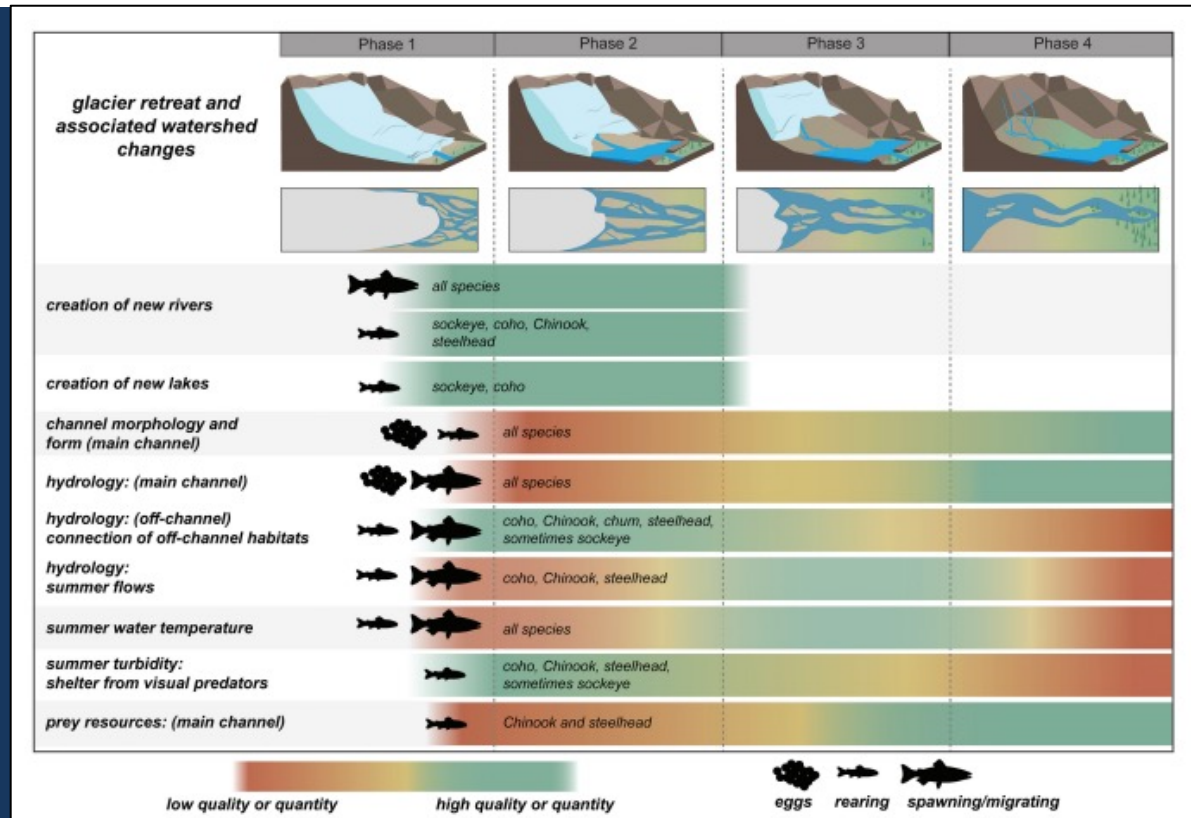 Phase 1
Phase 2
Phase 3
Phase 4
glacier retreat and
associated watershed
changes
creation of new rivers
all species
sockeye, coho, Chinook,
steelhead
creation of new lakes
sockeye, coho
channel morphology and
form (main channel)
all species
hydrology: (main channel)
all species
hydrology: (off-channel)
connection of off-channel habitats
coho, Chinook, chum, steelhead,
sometimes sockeye
hydrology:
summer flows
coho, Chinook, steelhead
summer water temperature
all species
summer turbidity:
shelter from visual predators
coho, Chinook, steelhead,
sometimes sockeye
prey resources: (main channel)
Chinook and steelhead
low quality or quantity
high quality or quantity
eggs
rearing
spawning/migrating